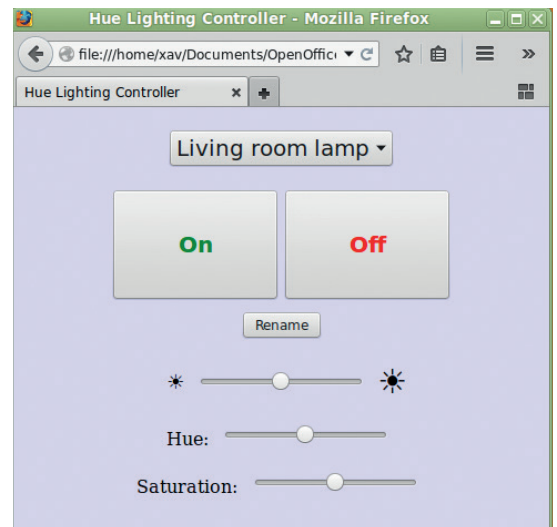 Hue Lighting Controller - Mozilla Firefox
file:///home/xav/Documents/OpenOffic
Hue Lighting Controller
Living room lamp
On Off
Rename
Hue:
Saturation: